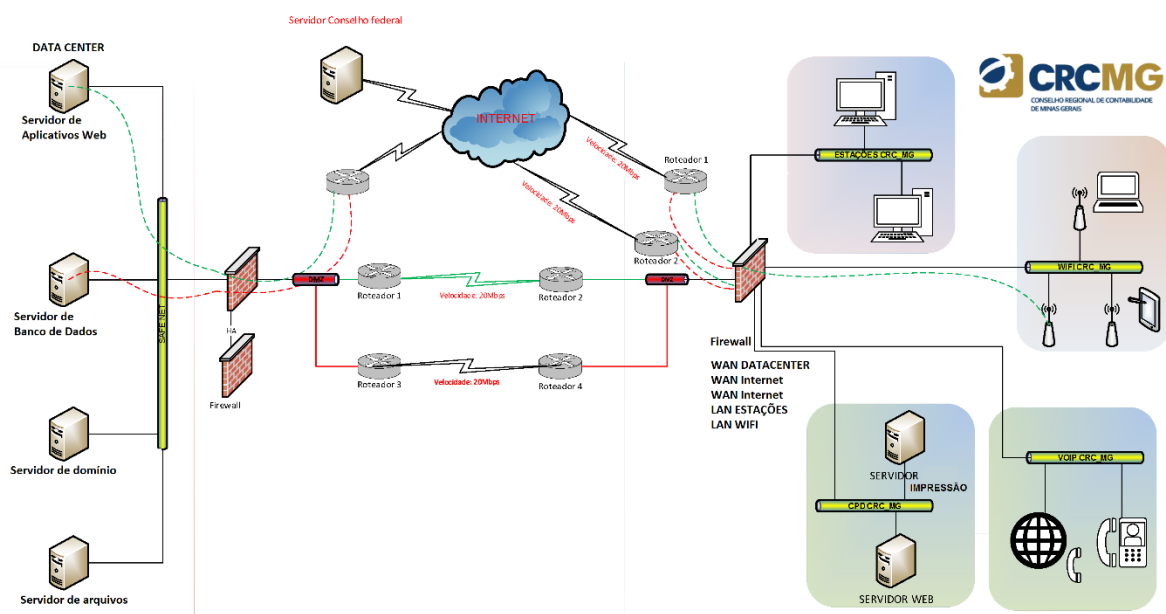 Servidor Conselho federal
DATA CENTER
Servidor de
Aplicativos Web
Servidor de
Banco de Dados
Servidor de domínio
Servidor de arquivos
SAFE NET
HA
Firewall
DMZ
INTERNET
Velocidade: 20Mbps
Velocidade: 20Mbps
Roteador 1
Roteador 2
Roteador 1
Velocidade: 20Mbps
Roteador 2
Roteador 3
Velocidade: 20Mbps
Roteador 4
DMZ
Firewall
WAN DATACENTER
WAN Internet
WAN Internet
LAN ESTAÇÕES
LAN WIFI
ESTAÇÕES CRC_MG
CRCMG
CONSELHO REGIONAL DE CONTABILIDADE
DE MINAS GERAIS
WIFI CRC_MG
SERVIDOR
IMPRESSÃO
CPD CRC_MG
SERVIDOR WEB
VOIP CRC_MG